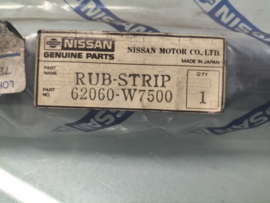 NISSAN
GENUINE PARTS
NISSAN MOTOR CO., LTD.
MADE IN JAPAN
PART NAME
RUB-STRIP
QTY
PART NO.
62060-W7500
1